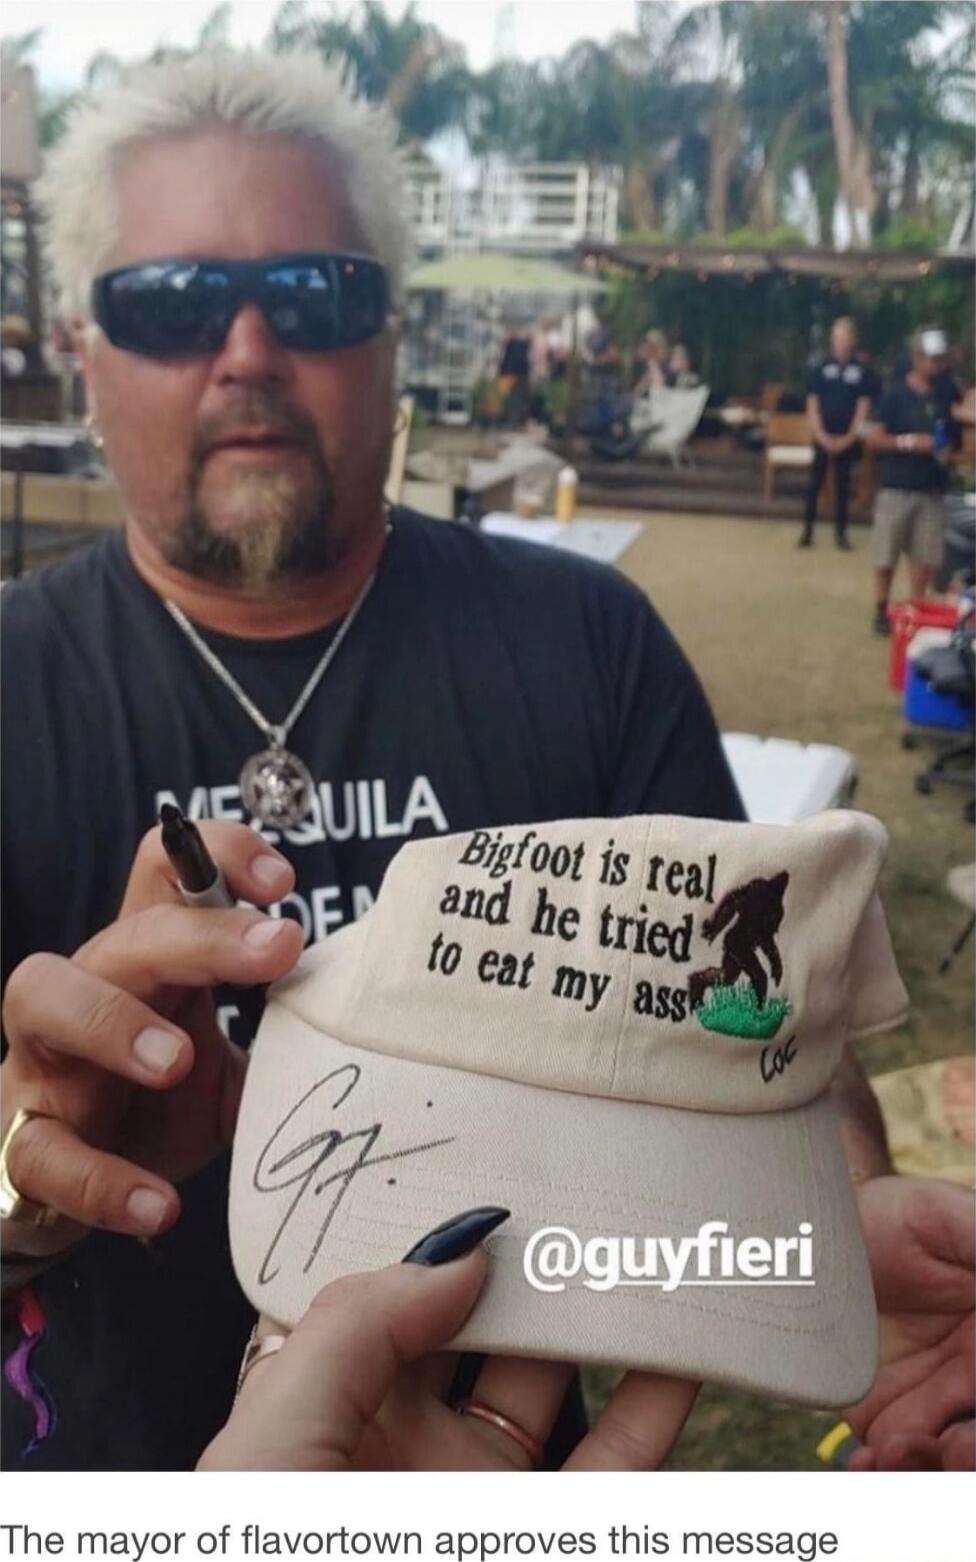 QUILA
Bigfoot is real
and he tried
to eat my ass
@guyfieri
The mayor of flavortown approves this message